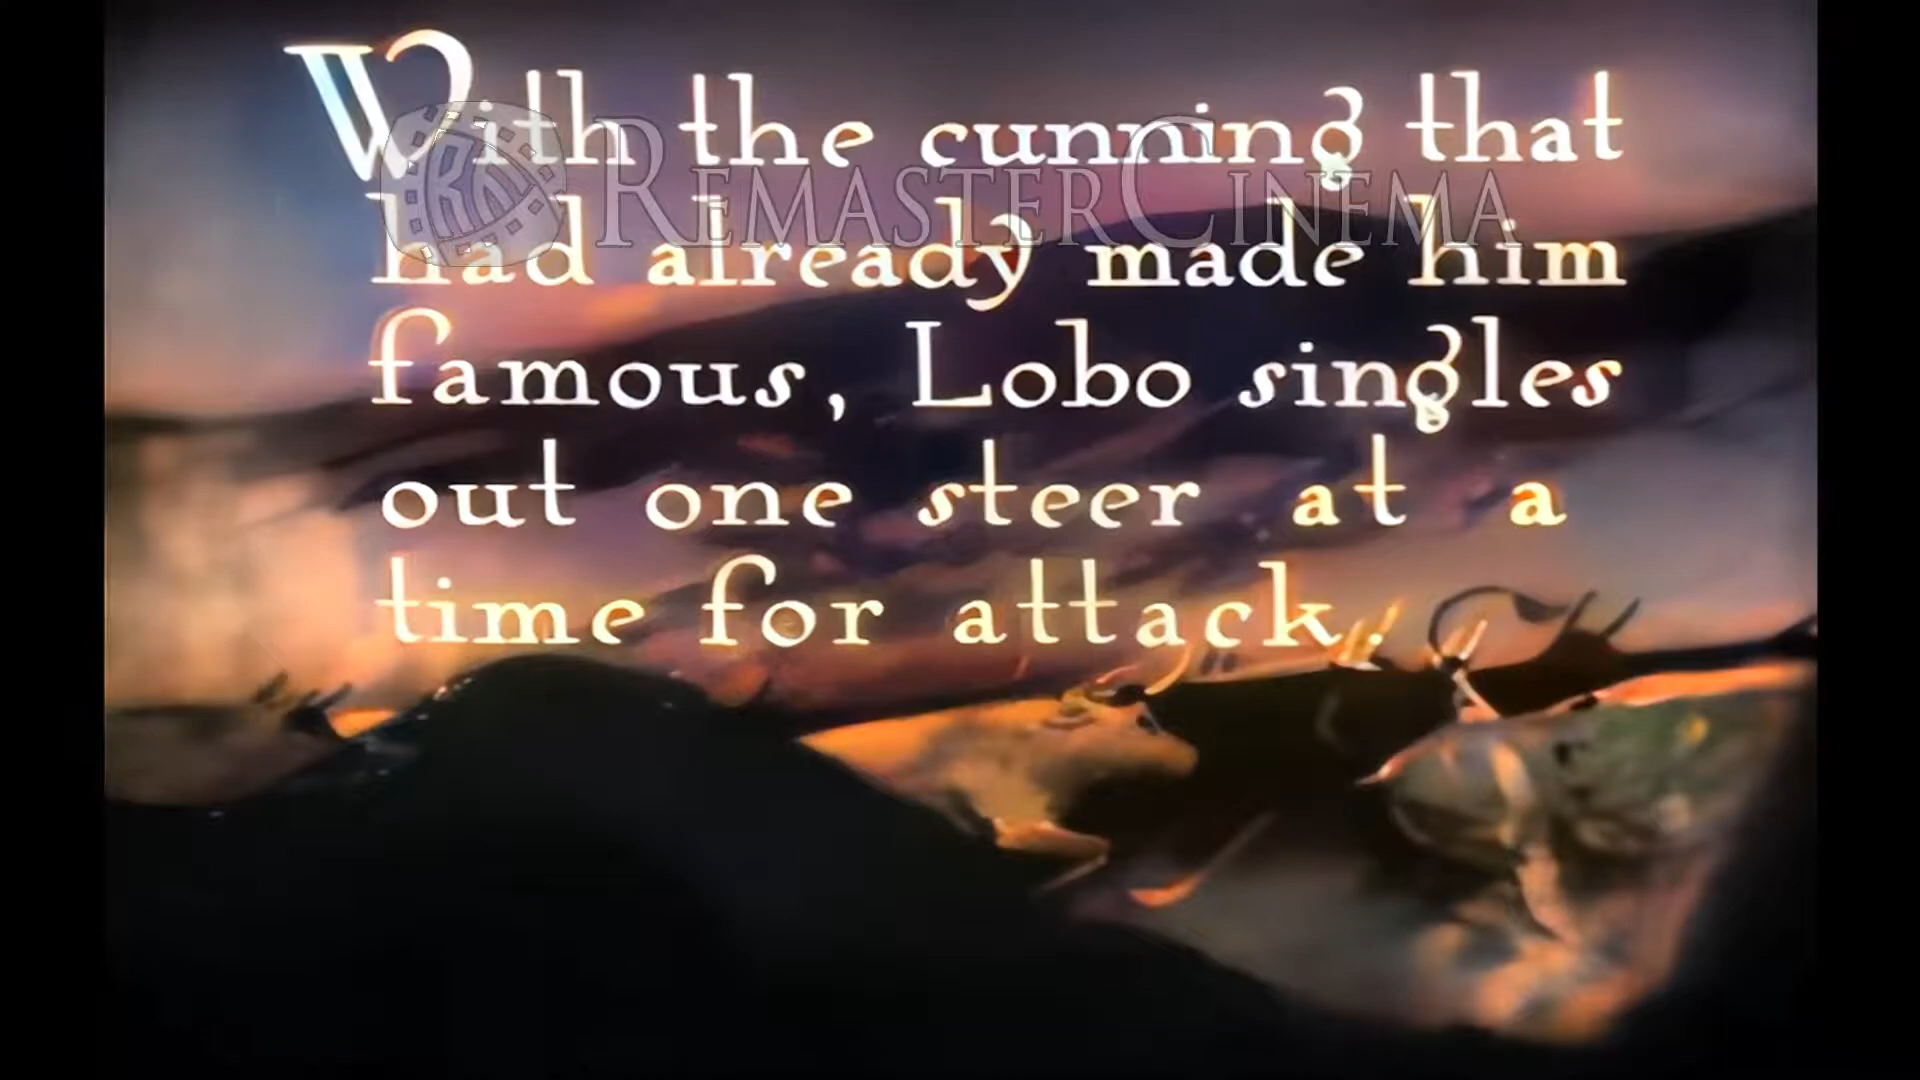 With the cunning that
REMASTERCINEMA
had already made him
famous, Lobo singles
out one steer at a
time for attack.